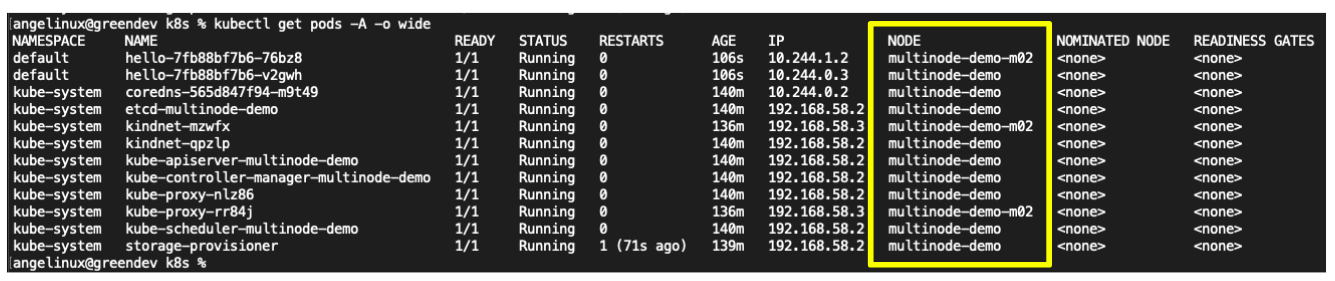 [angelinux@greendev k8s % kubectl get pods -A -o wide
NAMESPACE NAME READY STATUS RESTARTS AGE IP NODE NOMINATED NODE READINESS GATES
default hello-7fb88bf7b6-76bz8 1/1 Running 0 106s 10.244.1.2 multinode-demo-m02 <none> <none>
default hello-7fb88bf7b6-v2gwh 1/1 Running 0 106s 10.244.0.3 multinode-demo <none> <none>
kube-system coredns-565d847f94-m9t49 1/1 Running 0 140m 10.244.0.2 multinode-demo <none> <none>
kube-system etcd-multinode-demo 1/1 Running 0 140m 192.168.58.2 multinode-demo <none> <none>
kube-system kindnet-mzwfx 1/1 Running 0 136m 192.168.58.3 multinode-demo-m02 <none> <none>
kube-system kindnet-qpzlp 1/1 Running 0 140m 192.168.58.2 multinode-demo <none> <none>
kube-system kube-apiserver-multinode-demo 1/1 Running 0 140m 192.168.58.2 multinode-demo <none> <none>
kube-system kube-controller-manager-multinode-demo 1/1 Running 0 140m 192.168.58.2 multinode-demo <none> <none>
kube-system kube-proxy-nlz86 1/1 Running 0 140m 192.168.58.2 multinode-demo <none> <none>
kube-system kube-proxy-rr84j 1/1 Running 0 136m 192.168.58.3 multinode-demo-m02 <none> <none>
kube-system kube-scheduler-multinode-demo 1/1 Running 0 140m 192.168.58.2 multinode-demo <none> <none>
kube-system storage-provisioner 1/1 Running 1 (71s ago) 139m 192.168.58.2 multinode-demo <none> <none>
[angelinux@greendev k8s %